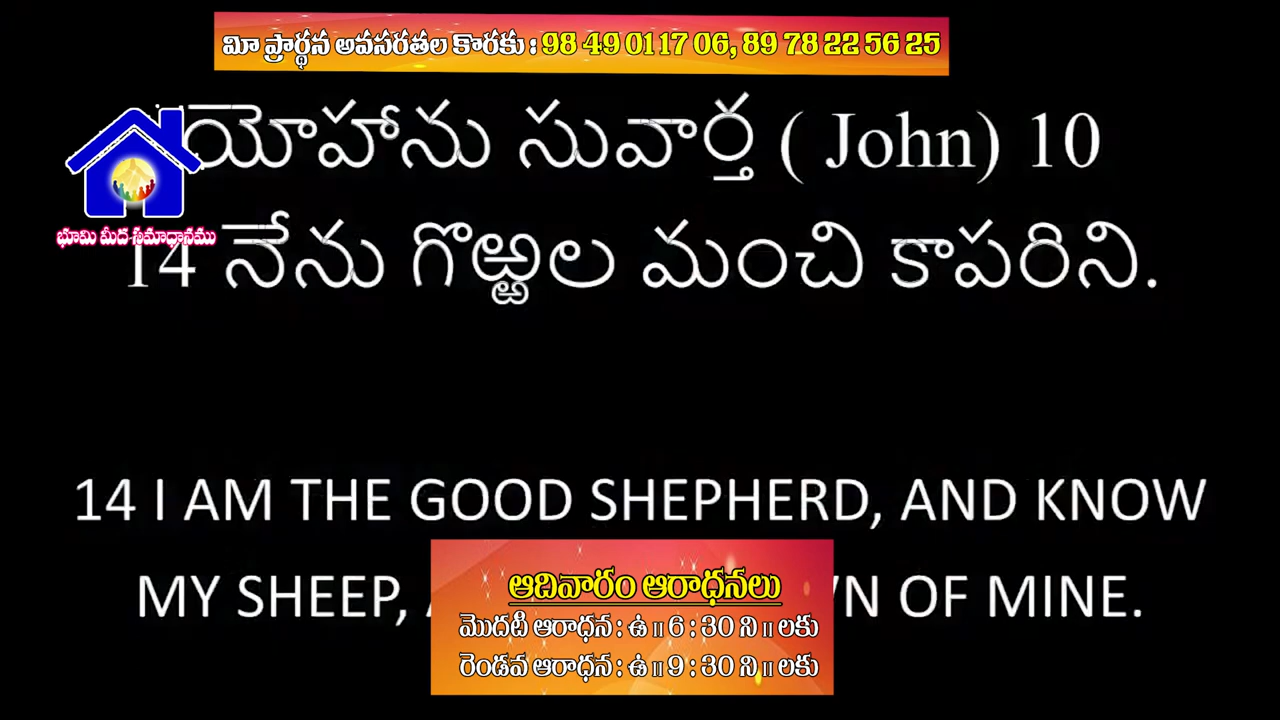 మీ ప్రార్థన అవసరతల కొరకు : 98 49 01 17 06, 89 78 22 56 25
యోహాను సువార్త ( John) 10
భూమి మీద సమాధానము
14 నేను గొఱ్ఱెల మంచి కాపరిని.
14 I AM THE GOOD SHEPHERD, AND KNOW
MY SHEEP, OF MINE.
ఆదివారం ఆరాధనలు
మొదటి ఆరాధన : ఉ॥ 6 : 30 ని॥ లకు
రెండవ ఆరాధన : ఉ॥ 9 : 30 ని॥ లకు